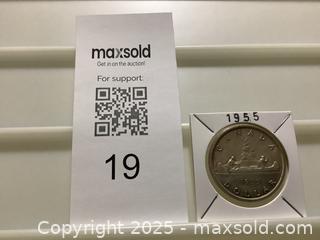 maxsold
Get in on the auction!
For support:
19
1955
CANADA
DOLLAR
Copyright 2025 - www.maxsold.com